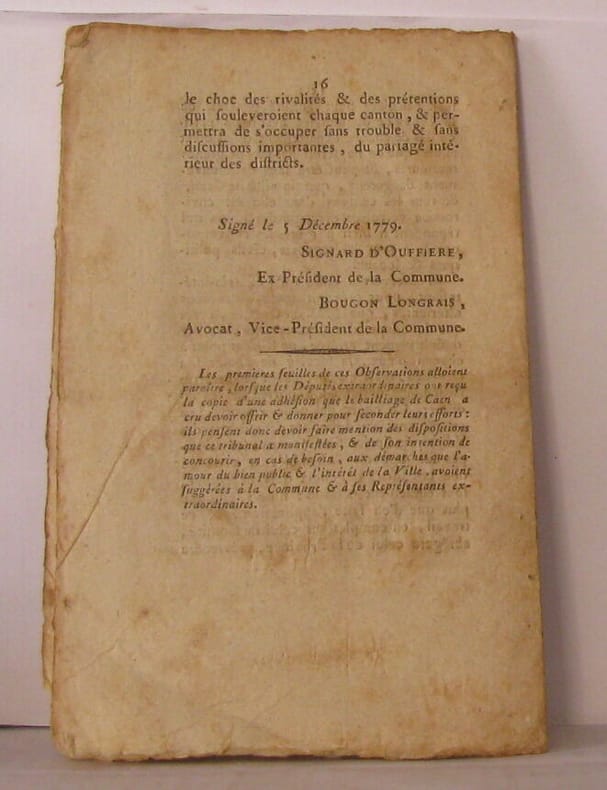 16
le choc des rivalités & des prétentions
qui ſouleveroient chaque canton , & per-
mettra de s'occuper ſans trouble & ſans
diſcuſſions importantes , du partagé inté-
rieur des diſtricts.
Signé le 5 Décembre 1779.
SIGNARD D'OUFFIERE,
Ex-Préſident de la Commune.
BOUGON LONGRAIS,
Avocat, Vice-Préſident de la Commune.
Les premieres feuilles de ces Obſervations alloient
paroître, lorſque les Députés extraordinaires ont reçu
la copie d'une adhéſion que le bailliage de Caen a
cru devoir offrir & donner pour ſeconder leurs efforts :
ils penſent donc devoir faire mention des diſpoſitions
que ce tribunal a manifeſtées, & de ſon intention de
concourir, en cas de beſoin, aux démarches que l'a-
mour du bien public & l'intérêt de la Ville, avoient
ſuggérées à la Commune & à ſes Repréſentants ex-
traordinaires.